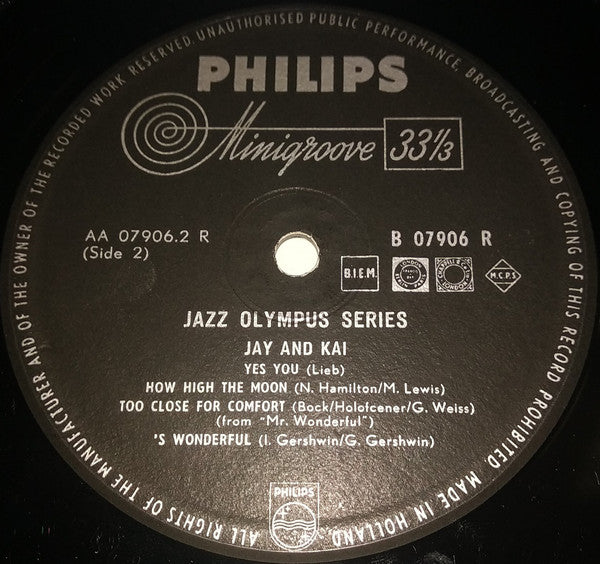 ALL RIGHTS OF THE MANUFACTURER AND OF THE OWNER OF THE RECORDED WORK RESERVED. UNAUTHORISED PUBLIC PERFORMANCE, BROADCASTING AND COPYING OF THIS RECORD PROHIBITED. MADE IN HOLLAND.
PHILIPS
Minigroove 33⅓
AA 07906.2 R
(Side 2)
B 07906 R
B.I.E.M.
M.C.P.S
JAZZ OLYMPUS SERIES
JAY AND KAI
YES YOU (Lieb)
HOW HIGH THE MOON (N. Hamilton/M. Lewis)
TOO CLOSE FOR COMFORT (Bock/Holofcener/G. Weiss)
(from "Mr. Wonderful")
'S WONDERFUL (I. Gershwin/G. Gershwin)
PHILIPS